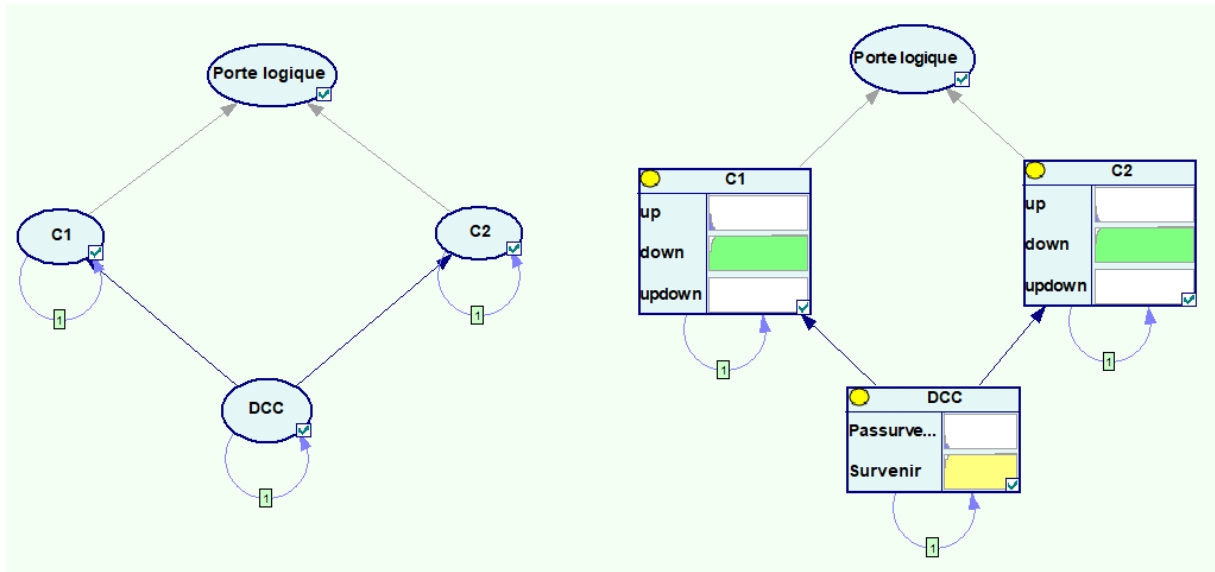 Porte logique
C1
C2
1
1
DCC
1
Porte logique
C1
up
down
updown
1
C2
up
down
updown
1
DCC
Passurve...
Survenir
1